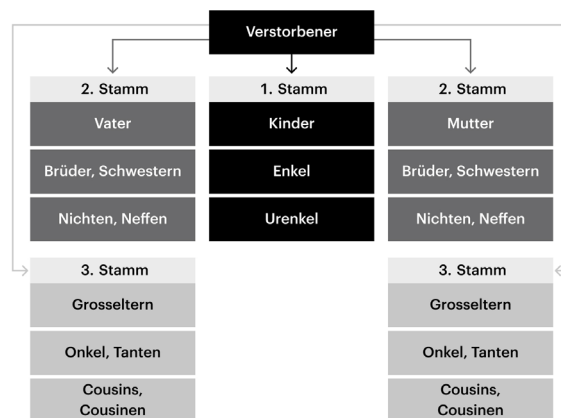 Verstorbener
2. Stamm
Vater
Brüder, Schwestern
Nichten, Neffen
1. Stamm
Kinder
Enkel
Urenkel
2. Stamm
Mutter
Brüder, Schwestern
Nichten, Neffen
3. Stamm
Grosseltern
Onkel, Tanten
Cousins,
Cousinen
3. Stamm
Grosseltern
Onkel, Tanten
Cousins,
Cousinen